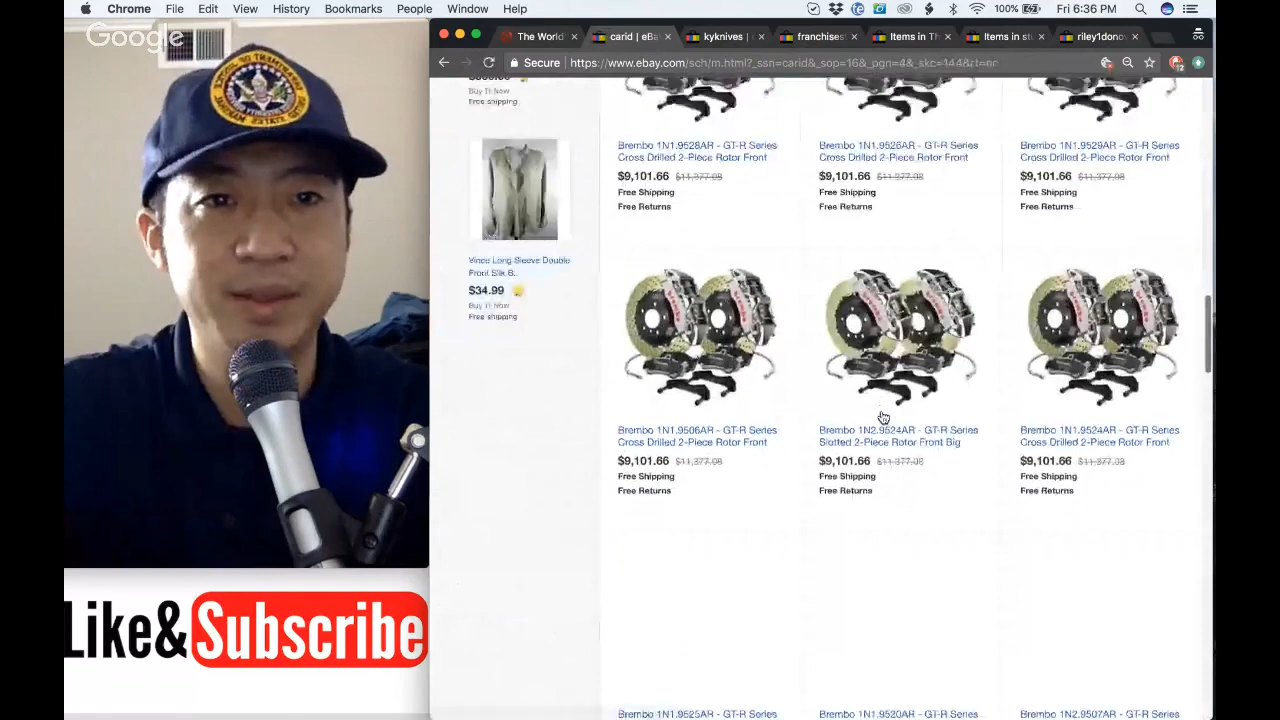 Chrome File Edit View History Bookmarks People Window Help 100% Fri 6:36 PM
Google
The World carid | eBa kyknives | franchises Items in Th Items in stu riley1donov
Secure https://www.ebay.com/sch/m.html?_ssn=carid&_sop=16&_pgn=4&_skc=144&rt=nc
Buy It Now
Free shipping
Brembo 1N1.9528AR - GT-R Series
Cross Drilled 2-Piece Rotor Front
$9,101.66 $11,377.08
Free Shipping
Free Returns
Brembo 1N1.9526AR - GT-R Series
Cross Drilled 2-Piece Rotor Front
$9,101.66 $11,377.08
Free Shipping
Free Returns
Brembo 1N1.9529AR - GT-R Series
Cross Drilled 2-Piece Rotor Front
$9,101.66 $11,377.08
Free Shipping
Free Returns
Vince Long Sleeve Double
Front Silk B..
$34.99
Buy It Now
Free shipping
Brembo 1N1.9506AR - GT-R Series
Cross Drilled 2-Piece Rotor Front
$9,101.66 $11,377.08
Free Shipping
Free Returns
Brembo 1N2.9524AR - GT-R Series
Slotted 2-Piece Rotor Front Big
$9,101.66 $11,377.08
Free Shipping
Free Returns
Brembo 1N1.9524AR - GT-R Series
Cross Drilled 2-Piece Rotor Front
$9,101.66 $11,377.08
Free Shipping
Free Returns
Brembo 1N1.9525AR - GT-R Series
Brembo 1N1.9520AR - GT-R Series
Brembo 1N2.9507AR - GT-R Series
Like& Subscribe